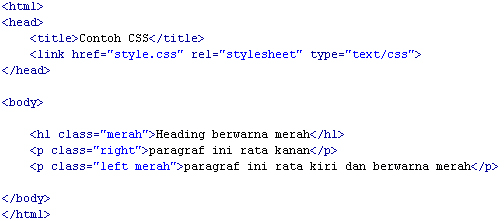 <html>
<head>
<title>Contoh CSS</title>
<link href="style.css" rel="stylesheet" type="text/css">
</head>
<body>
<h1 class="merah">Heading berwarna merah</h1>
<p class="right">paragraf ini rata kanan</p>
<p class="left merah">paragraf ini rata kiri dan berwarna merah</p>
</body>
</html>